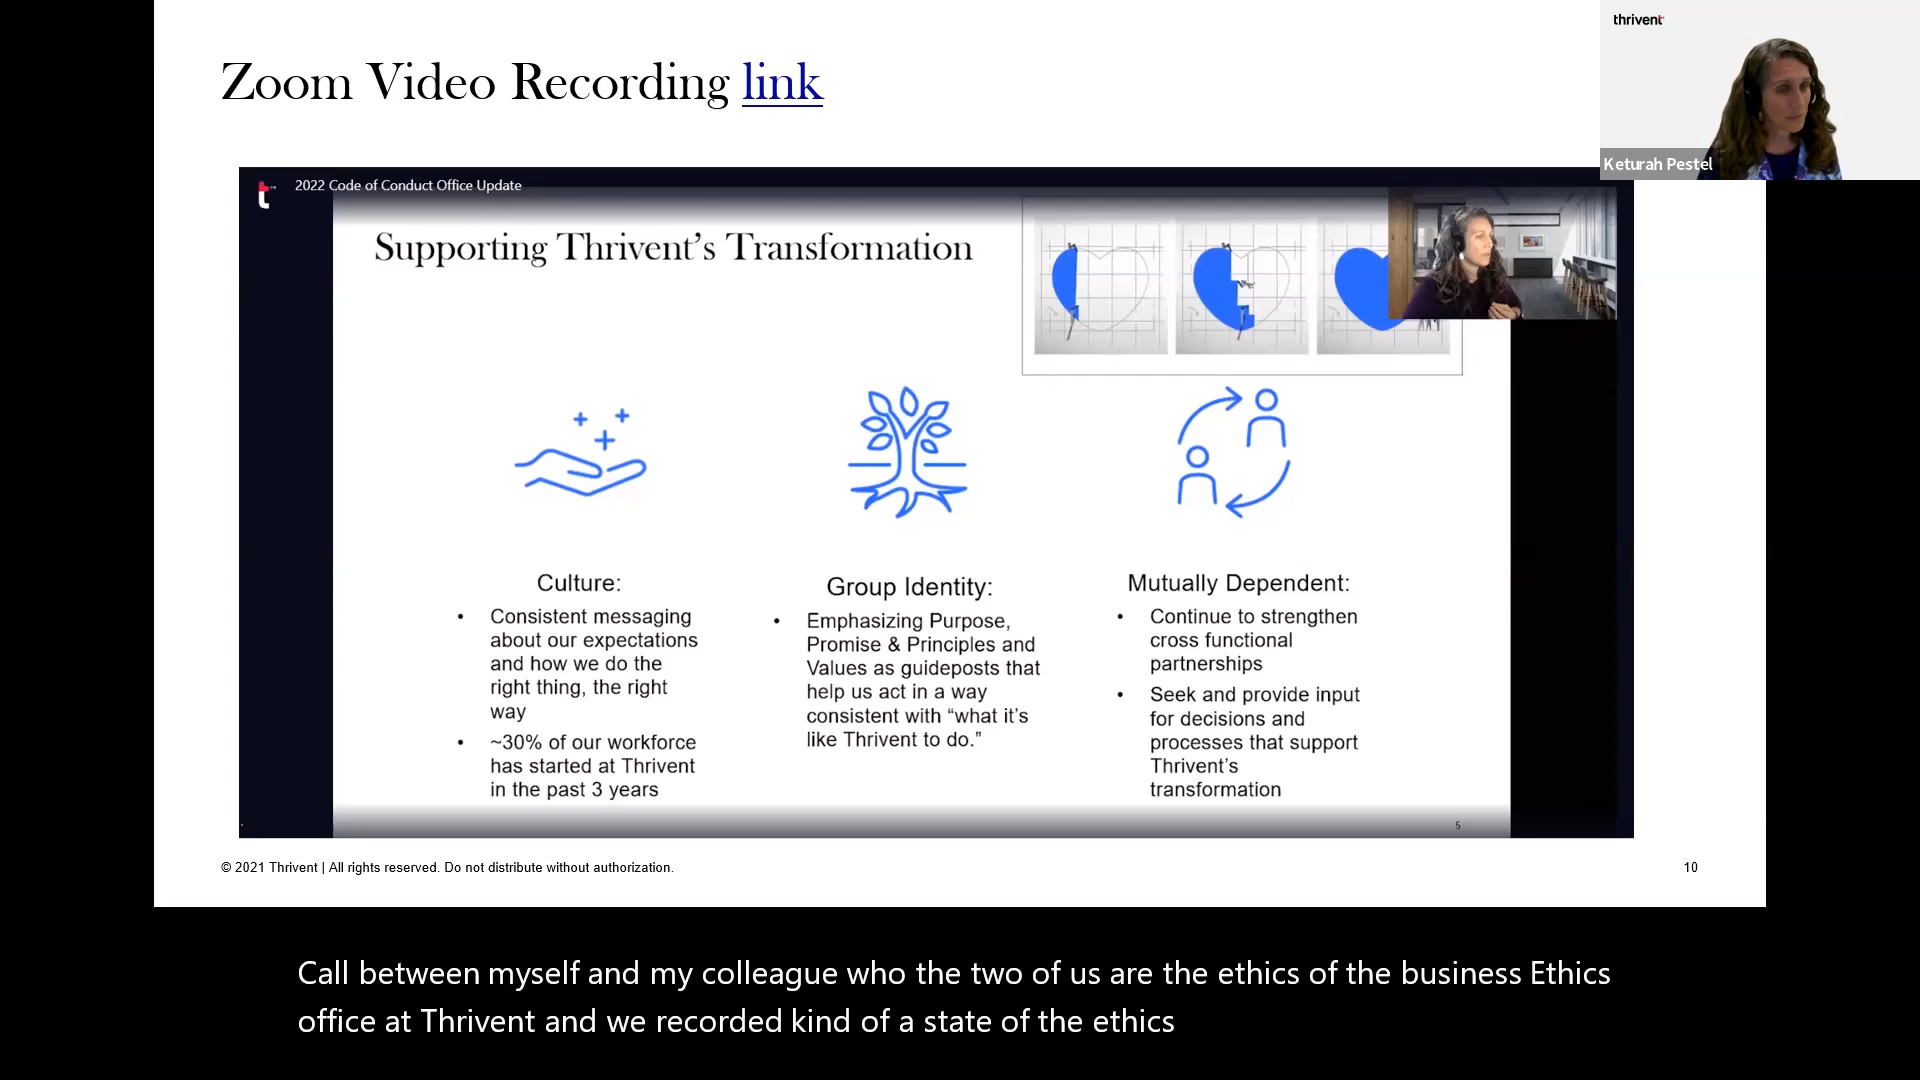 Zoom Video Recording link
thrivent
Keturah Pestel
2022 Code of Conduct Office Update
Supporting Thrivent’s Transformation
Culture:
• Consistent messaging
about our expectations
and how we do the
right thing, the right
way
• ~30% of our workforce
has started at Thrivent
in the past 3 years
Group Identity:
• Emphasizing Purpose,
Promise & Principles and
Values as guideposts that
help us act in a way
consistent with “what it’s
like Thrivent to do.”
Mutually Dependent:
• Continue to strengthen
cross functional
partnerships
• Seek and provide input
for decisions and
processes that support
Thrivent’s
transformation
5
© 2021 Thrivent | All rights reserved. Do not distribute without authorization.
10
Call between myself and my colleague who the two of us are the ethics of the business Ethics
office at Thrivent and we recorded kind of a state of the ethics